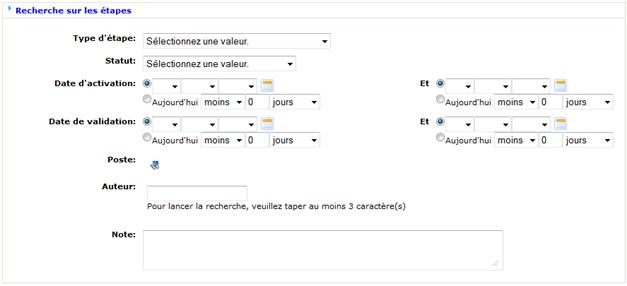 Recherche sur les étapes
Type d'étape: Sélectionnez une valeur.
Statut: Sélectionnez une valeur.
Date d'activation: Et
Aujourd'hui moins 0 jours Aujourd'hui moins 0 jours
Date de validation: Et
Aujourd'hui moins 0 jours Aujourd'hui moins 0 jours
Poste:
Auteur:
Pour lancer la recherche, veuillez taper au moins 3 caractère(s)
Note: